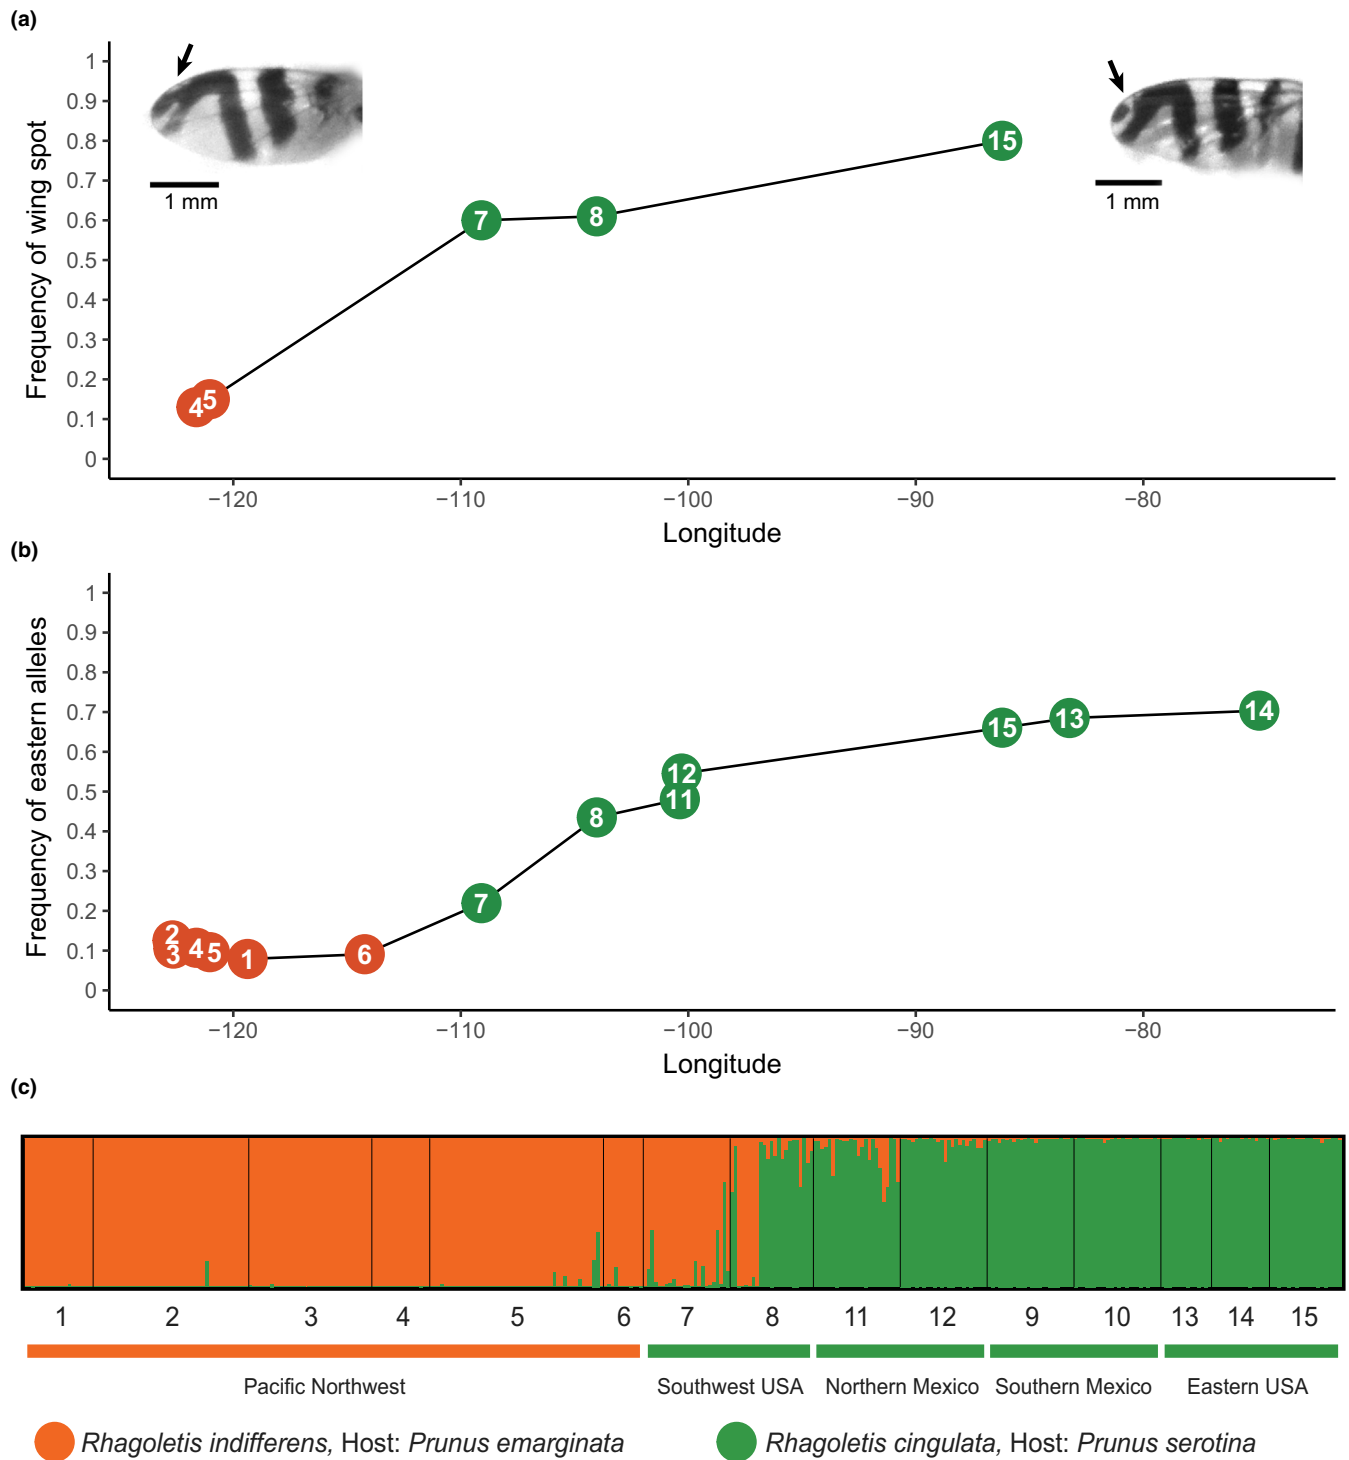 (a)
1
0.9
0.8
0.7
0.6
0.5
0.4
0.3
0.2
0.1
0
Frequency of wing spot
1 mm
1 mm
4 5 7 8 15
−120 −110 −100 −90 −80
Longitude
(b)
1
0.9
0.8
0.7
0.6
0.5
0.4
0.3
0.2
0.1
0
Frequency of eastern alleles
2 3 4 5 1 6 7 8 12 11 15 13 14
−120 −110 −100 −90 −80
Longitude
(c)
1 2 3 4 5 6 7 8 11 12 9 10 13 14 15
Pacific Northwest Southwest USA Northern Mexico Southern Mexico Eastern USA
Rhagoletis indifferens, Host: Prunus emarginata Rhagoletis cingulata, Host: Prunus serotina